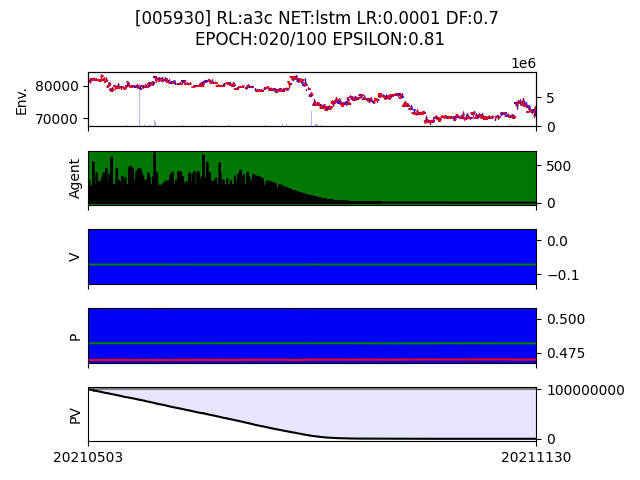 [005930] RL:a3c NET:lstm LR:0.0001 DF:0.7
EPOCH:020/100 EPSILON:0.81
1e6
Env.
80000
70000
5
0
Agent
500
0
V
0.0
−0.1
P
0.500
0.475
PV
100000000
0
20210503
20211130